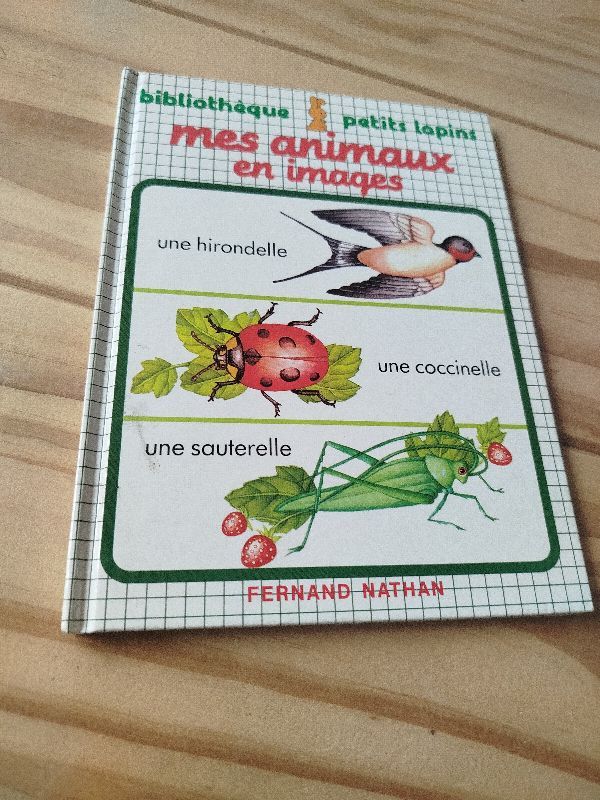 bibliothèque petits lapins
mes animaux
en images
une hirondelle
une coccinelle
une sauterelle
FERNAND NATHAN